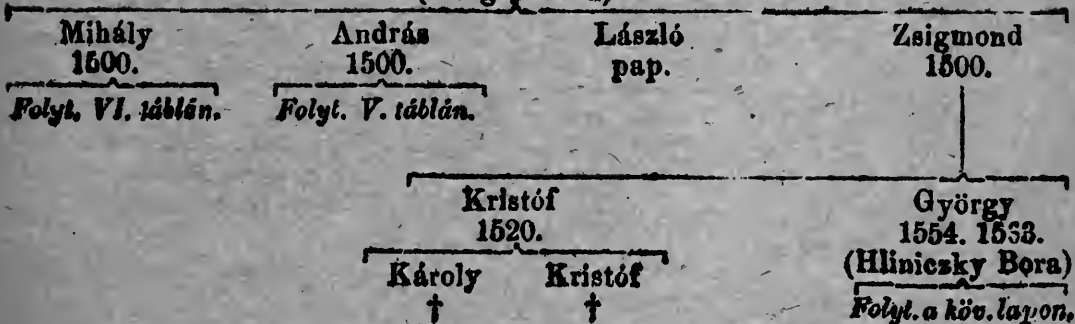 Mihály András László Zsigmond
1500. 1500. pap. 1500.
Folyt. VI. táblán. Folyt. V. táblán.
Kristóf György
1520. 1554. 1563.
(Hliniczky Bora)
Károly Kristóf
† † Folyt. a köv. lapon.